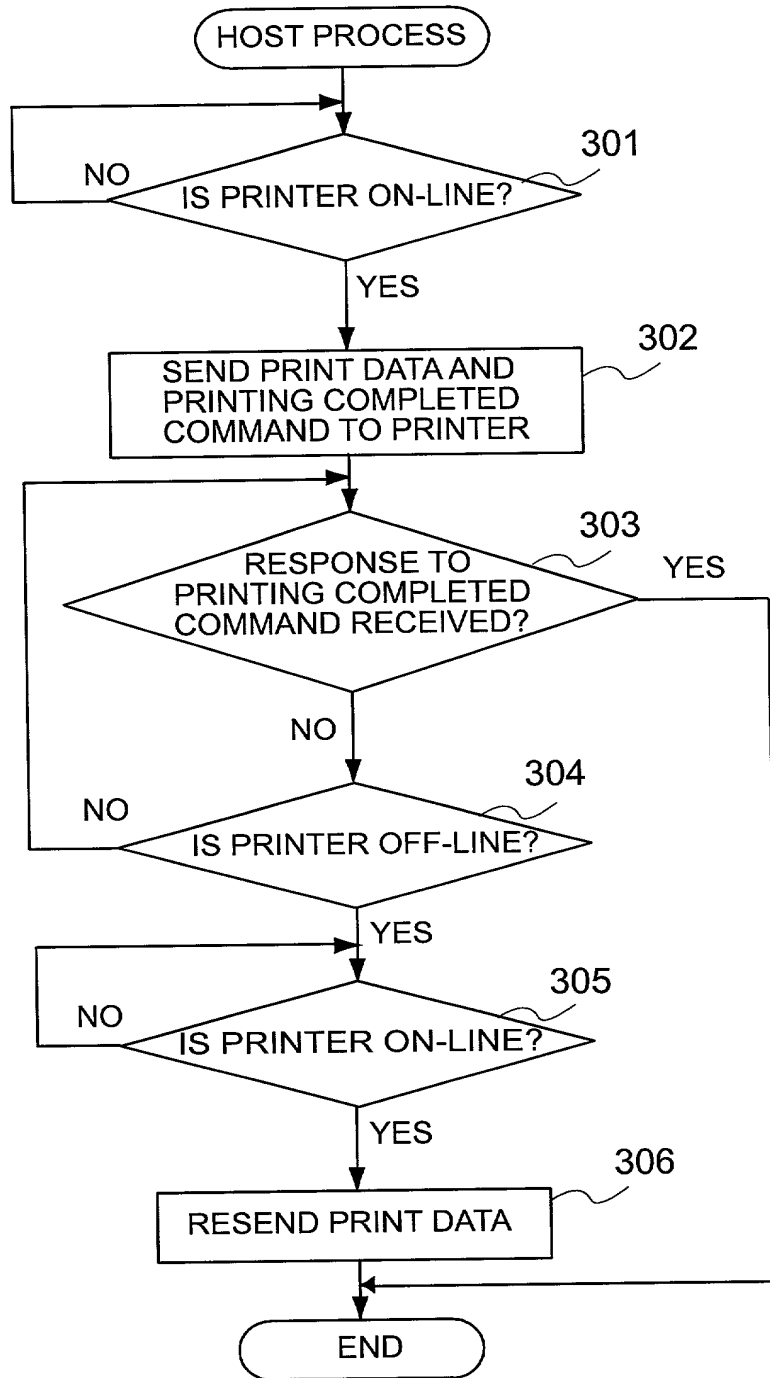 HOST PROCESS
301
NO
IS PRINTER ON-LINE?
YES
302
SEND PRINT DATA AND
PRINTING COMPLETED
COMMAND TO PRINTER
303
RESPONSE TO
PRINTING COMPLETED
COMMAND RECEIVED?
YES
NO
304
NO
IS PRINTER OFF-LINE?
YES
305
NO
IS PRINTER ON-LINE?
YES
306
RESEND PRINT DATA
END